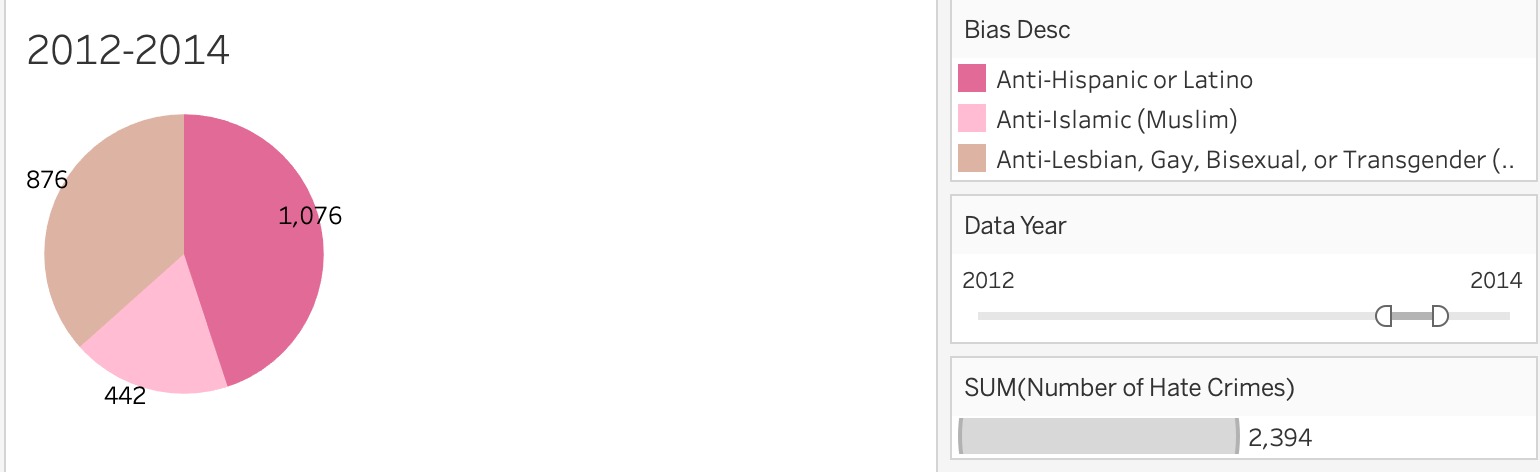 2012-2014
876
1,076
442
Bias Desc
Anti-Hispanic or Latino
Anti-Islamic (Muslim)
Anti-Lesbian, Gay, Bisexual, or Transgender (..
Data Year
2012 2014
SUM(Number of Hate Crimes)
2,394